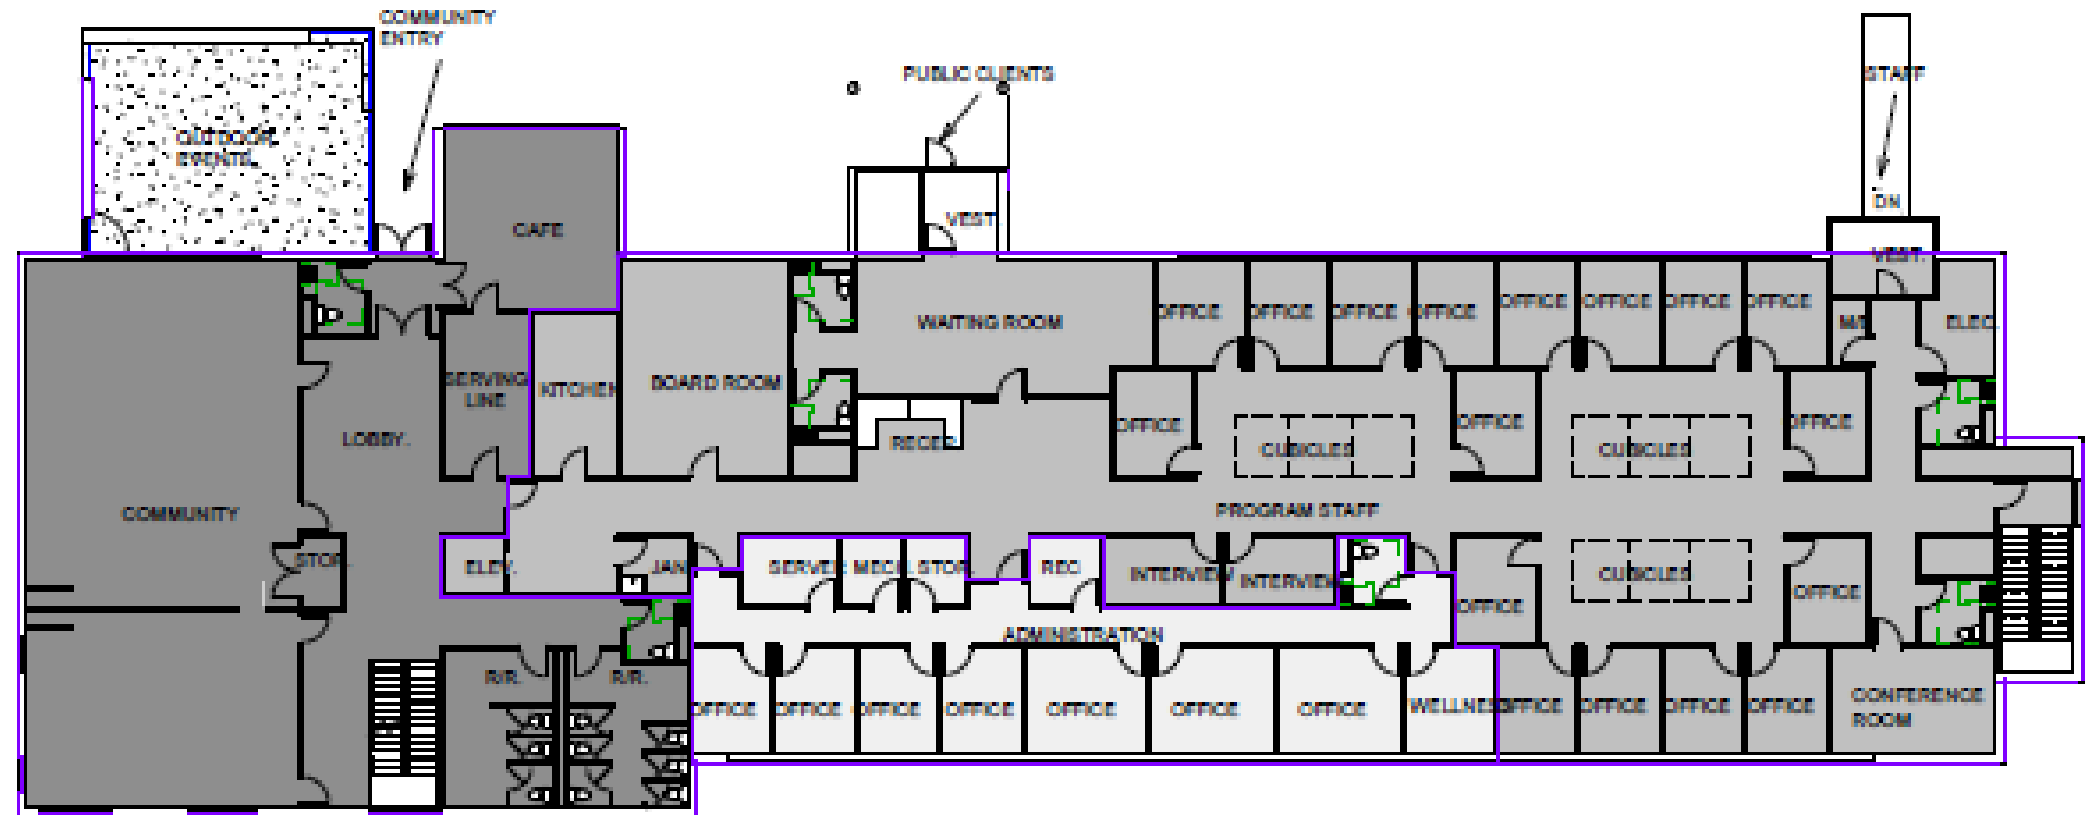 COMMUNITY
ENTRY
PUBLIC CLIENTS
STAFF
OUTDOOR
EVENTS
DN
CAFE
VEST.
VEST.
OFFICE
OFFICE
OFFICE
OFFICE
OFFICE
OFFICE
OFFICE
OFFICE
WAITING ROOM
ELEC.
SERVING
LINE
KITCHEN
BOARD ROOM
LOBBY.
RECEP.
OFFICE
CUBICLES
OFFICE
CUBICLES
OFFICE
COMMUNITY
PROGRAM STAFF
STOR.
ELEV.
JAN.
SERVER
MECH.
STOR.
REC.
INTERVIEW
INTERVIEW
OFFICE
CUBICLES
OFFICE
ADMINISTRATION
R/R.
R/R.
OFFICE
OFFICE
OFFICE
OFFICE
OFFICE
OFFICE
OFFICE
WELLNESS
OFFICE
OFFICE
OFFICE
OFFICE
CONFERENCE
ROOM